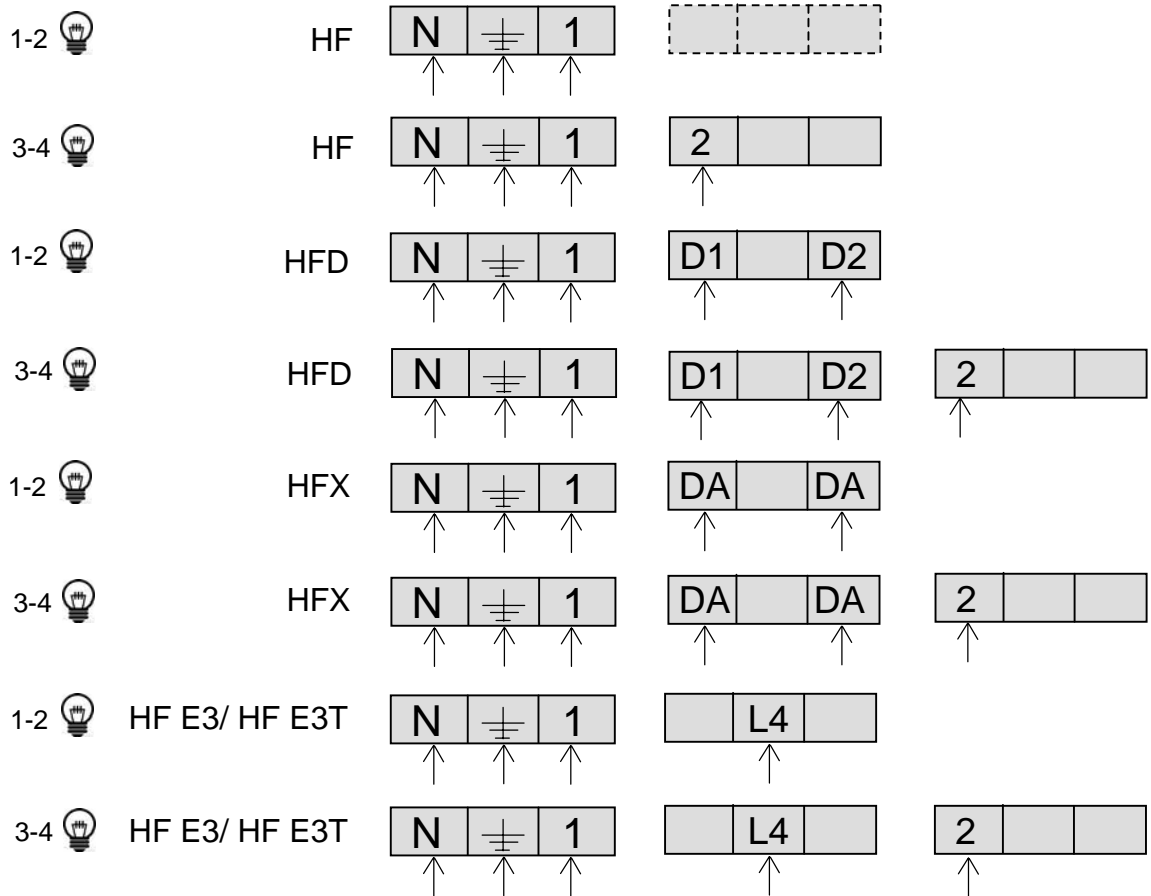 1-2 HF N 1
3-4 HF N 1 2
1-2 HFD N 1 D1 D2
3-4 HFD N 1 D1 D2 2
1-2 HFX N 1 DA DA
3-4 HFX N 1 DA DA 2
1-2 HF E3/ HF E3T N 1 L4
3-4 HF E3/ HF E3T N 1 L4 2